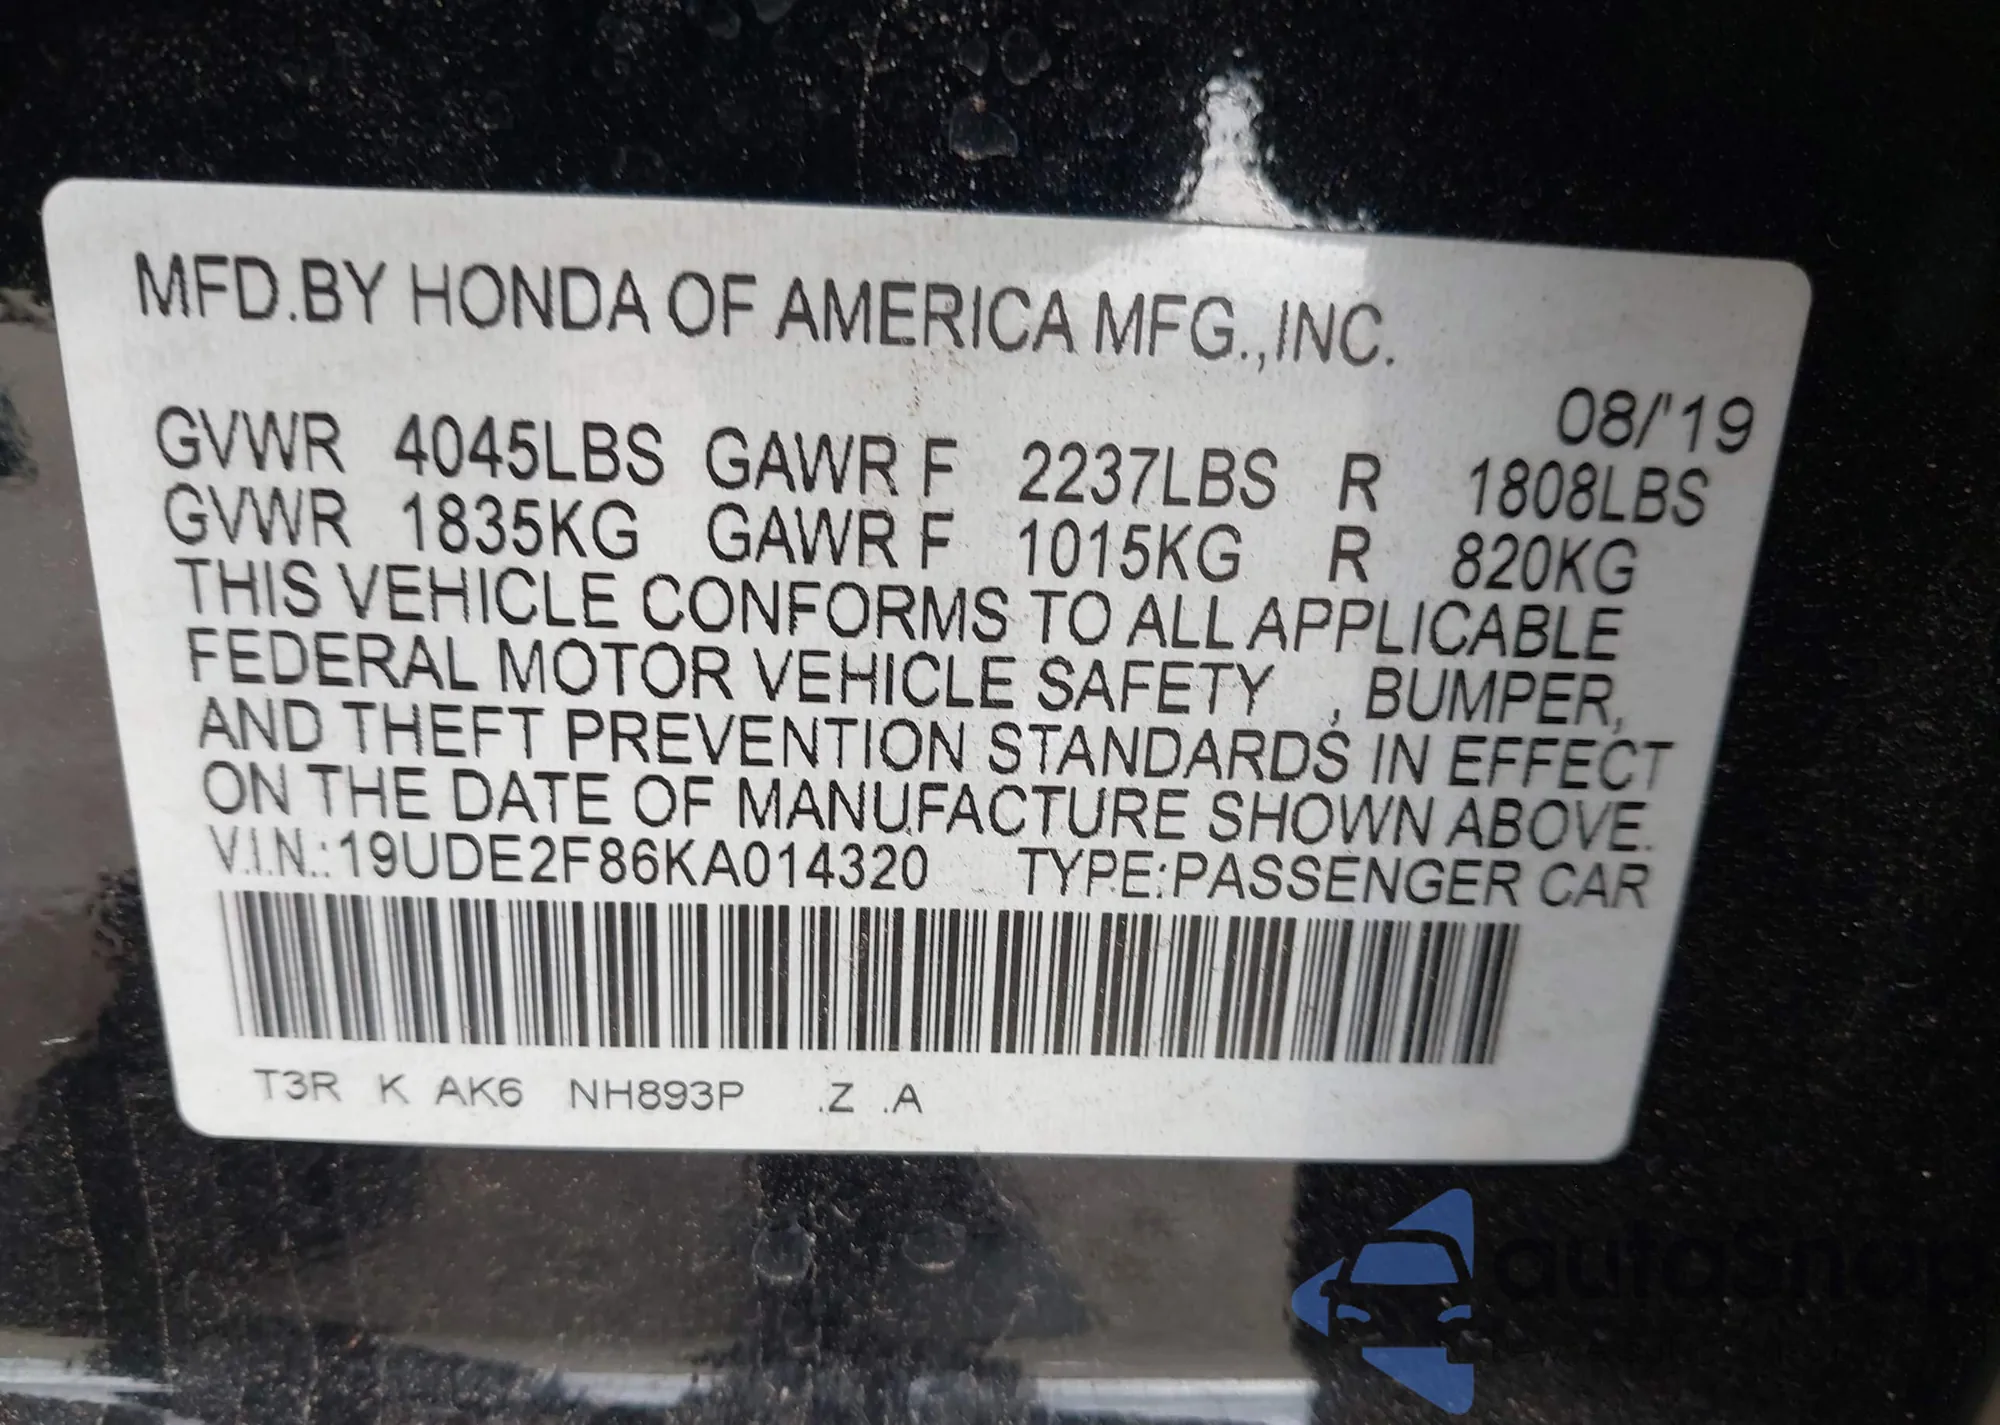 MFD.BY HONDA OF AMERICA MFG.,INC.
08/'19
GVWR 4045LBS GAWR F 2237LBS R 1808LBS
GVWR 1835KG GAWR F 1015KG R 820KG
THIS VEHICLE CONFORMS TO ALL APPLICABLE
FEDERAL MOTOR VEHICLE SAFETY , BUMPER,
AND THEFT PREVENTION STANDARDS IN EFFECT
ON THE DATE OF MANUFACTURE SHOWN ABOVE.
V.I.N.:19UDE2F86KA014320 TYPE:PASSENGER CAR
T3R K AK6 NH893P .Z .A
autoSnap